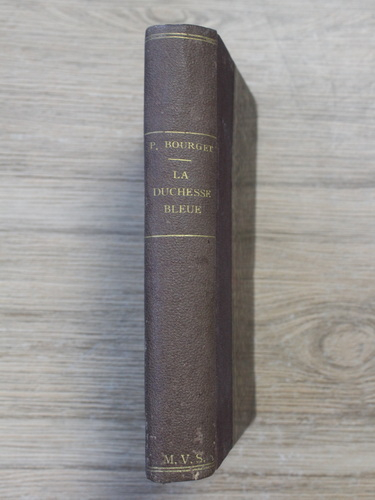 P. BOURGET
LA
DUCHESSE
BLEUE
M. V. S.